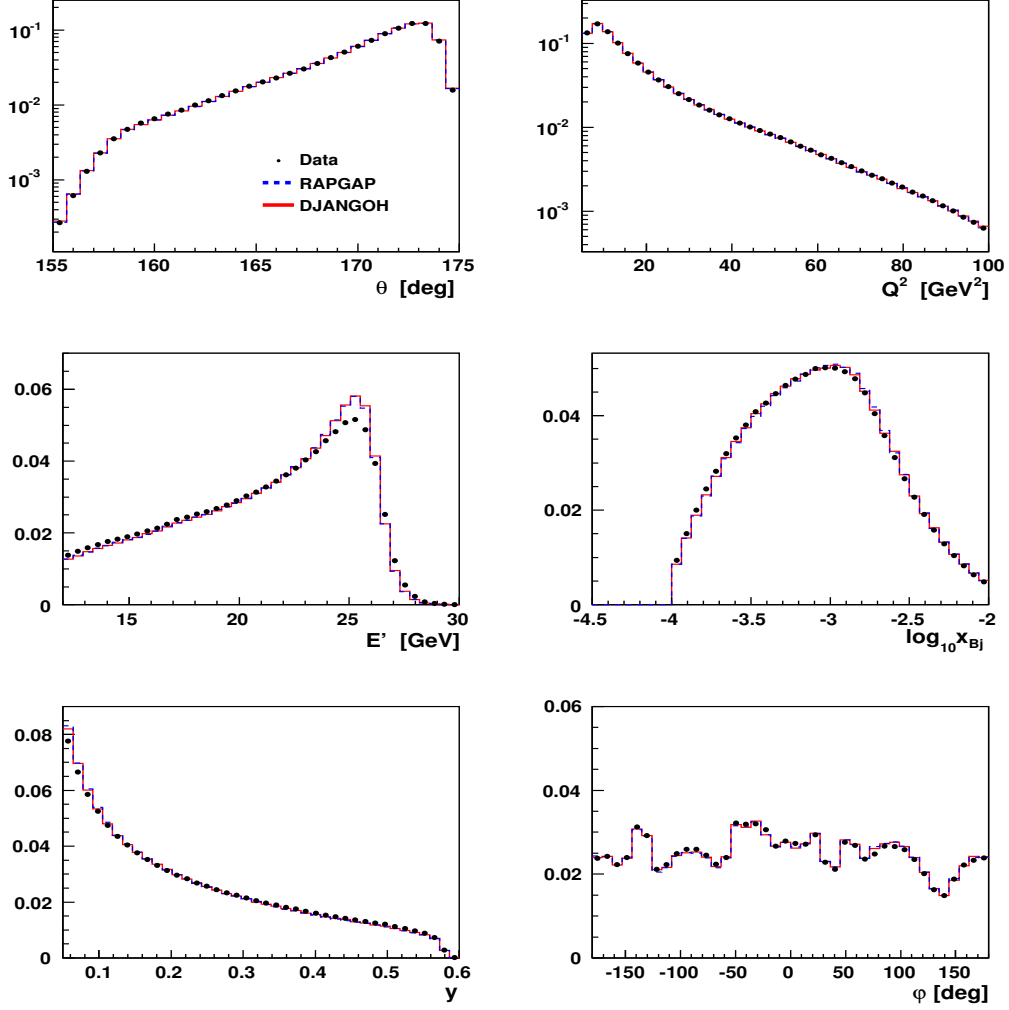 10⁻¹
10⁻²
10⁻³
Data
RAPGAP
DJANGOH
155 160 165 170 175
θ [deg]
10⁻¹
10⁻²
10⁻³
20 40 60 80 100
Q² [GeV²]
0.06
0.04
0.02
0
15 20 25 30
E' [GeV]
0.04
0.02
0
-4.5 -4 -3.5 -3 -2.5 -2
log₁₀x_Bj
0.08
0.06
0.04
0.02
0
0.1 0.2 0.3 0.4 0.5 0.6
y
0.06
0.04
0.02
0
-150 -100 -50 0 50 100 150
φ [deg]